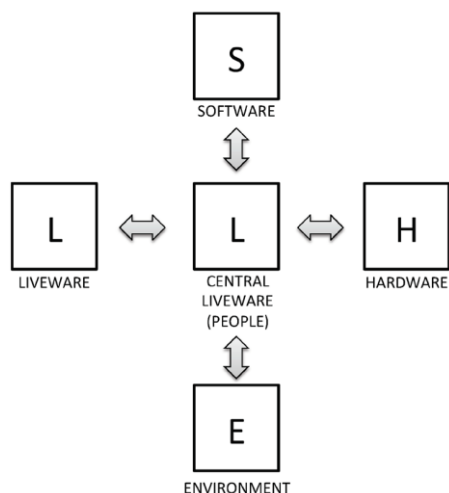 S
SOFTWARE
L
LIVEWARE
L
CENTRAL
LIVEWARE
(PEOPLE)
H
HARDWARE
E
ENVIRONMENT